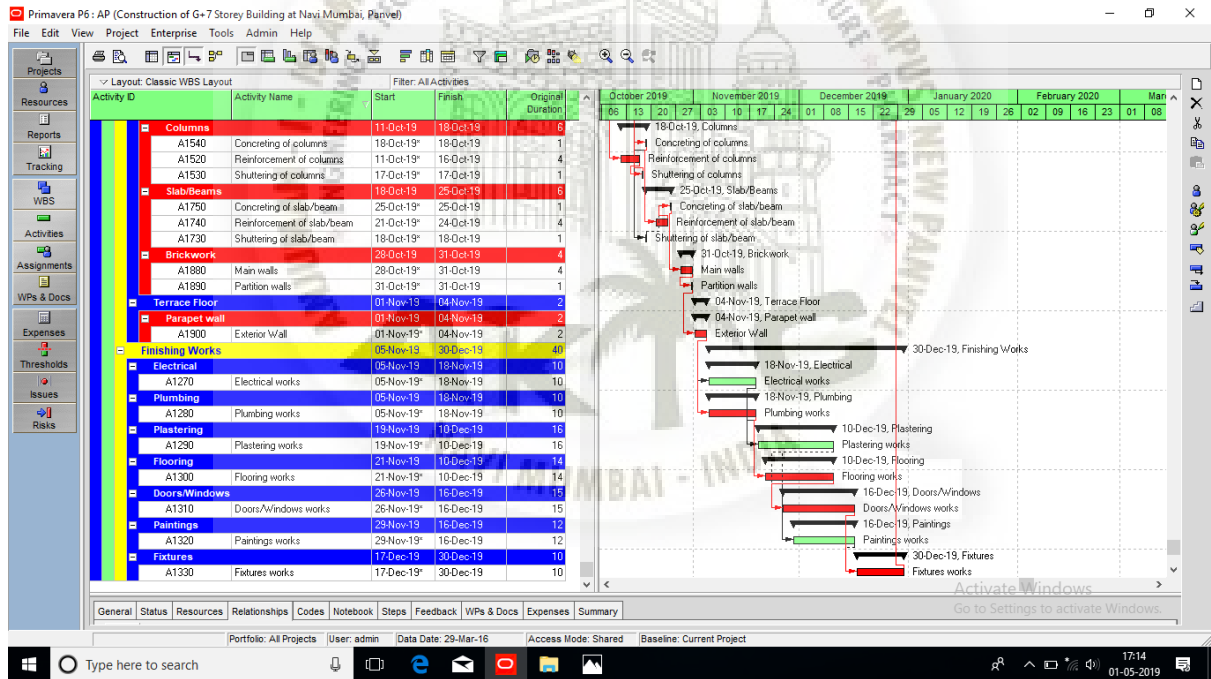 Primavera P6 : AP (Construction of G+7 Storey Building at Navi Mumbai, Panvel)
File Edit View Project Enterprise Tools Admin Help
Projects
Resources
Reports
Tracking
WBS
Activities
Assignments
WPs & Docs
Expenses
Thresholds
Issues
Risks
Layout: Classic WBS Layout Filter: All Activities
Activity ID Activity Name Start Finish Original Duration
October 2019 November 2019 December 2019 January 2020 February 2020 Mar
06 13 20 27 03 10 17 24 01 08 15 22 29 05 12 19 26 02 09 16 23 01 08
Columns 11-Oct-19 18-Oct-19 6 18-Oct-19, Columns
A1540 Concreting of columns 18-Oct-19* 18-Oct-19 1 Concreting of columns
A1520 Reinforcement of columns 11-Oct-19* 16-Oct-19 4 Reinforcement of columns
A1530 Shuttering of columns 17-Oct-19* 17-Oct-19 1 Shuttering of columns
Slab/Beams 18-Oct-19 25-Oct-19 6 25-Oct-19, Slab/Beams
A1750 Concreting of slab/beam 25-Oct-19* 25-Oct-19 1 Concreting of slab/beam
A1740 Reinforcement of slab/beam 21-Oct-19* 24-Oct-19 4 Reinforcement of slab/beam
A1730 Shuttering of slab/beam 18-Oct-19* 18-Oct-19 1 Shuttering of slab/beam
Brickwork 28-Oct-19 31-Oct-19 4 31-Oct-19, Brickwork
A1880 Main walls 28-Oct-19* 31-Oct-19 4 Main walls
A1890 Partition walls 31-Oct-19* 31-Oct-19 1 Partition walls
Terrace Floor 01-Nov-19 04-Nov-19 2 04-Nov-19, Terrace Floor
Parapet wall 01-Nov-19 04-Nov-19 2 04-Nov-19, Parapet wall
A1900 Exterior Wall 01-Nov-19* 04-Nov-19 2 Exterior Wall
Finishing Works 05-Nov-19 30-Dec-19 40 30-Dec-19, Finishing Works
Electrical 05-Nov-19 18-Nov-19 10 18-Nov-19, Electrical
A1270 Electrical works 05-Nov-19* 18-Nov-19 10 Electrical works
Plumbing 05-Nov-19 18-Nov-19 10 18-Nov-19, Plumbing
A1280 Plumbing works 05-Nov-19* 18-Nov-19 10 Plumbing works
Plastering 19-Nov-19 10-Dec-19 16 10-Dec-19, Plastering
A1290 Plastering works 19-Nov-19* 10-Dec-19 16 Plastering works
Flooring 21-Nov-19 10-Dec-19 14 10-Dec-19, Flooring
A1300 Flooring works 21-Nov-19* 10-Dec-19 14 Flooring works
Doors/Windows 26-Nov-19 16-Dec-19 15 16-Dec-19, Doors/Windows
A1310 Doors/Windows works 26-Nov-19* 16-Dec-19 15 Doors/Windows works
Paintings 29-Nov-19 16-Dec-19 12 16-Dec-19, Paintings
A1320 Paintings works 29-Nov-19* 16-Dec-19 12 Paintings works
Fixtures 17-Dec-19 30-Dec-19 10 30-Dec-19, Fixtures
A1330 Fixtures works 17-Dec-19* 30-Dec-19 10 Fixtures works
Activate Windows
Go to Settings to activate Windows.
General Status Resources Relationships Codes Notebook Steps Feedback WPs & Docs Expenses Summary
Portfolio: All Projects User: admin Data Date: 29-Mar-16 Access Mode: Shared Baseline: Current Project
Type here to search
17:14
01-05-2019
NAVI MUMBAI - INDIA